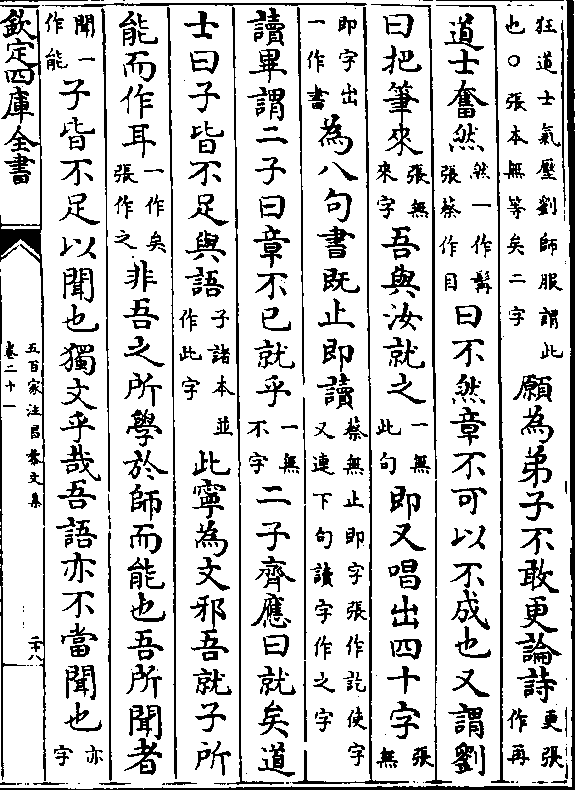 狂道士氣壓劉師服謂此
也○張本無等矣二字
願為弟子不敢更論詩
更張
作再
道士奮然
然一作髯
張蔡作目
曰不然章不可以不成也又謂劉
曰把筆來
張無
來字
吾與汝就之
一無
此句
即又唱出四十字
張無
即字出
一作書
為八句書既止即讀
蔡無止即字張作訖使字
又連下句讀字作之字
讀畢謂二子曰章不已就乎
一無
不字
二子齊應曰就矣道
士曰子皆不足與語
子諸本並
作此字
此寧為文邪吾就子所
能而作耳
一作矣
張作之
非吾之所學於師而能也吾所聞者
聞一
作能
子皆不足以聞也獨文乎哉吾語亦不當聞也
亦
字
欽定四庫全書
五百家注昌黎文集
卷二十一
二十八